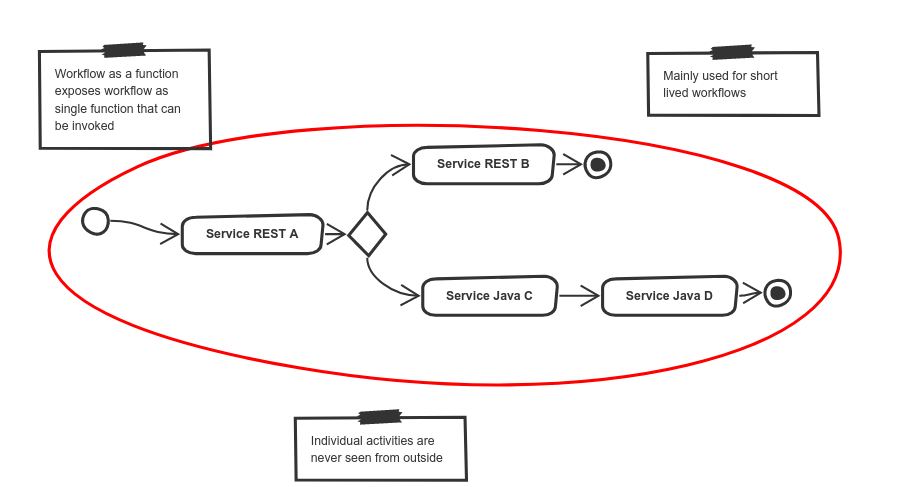 Workflow as a function
exposes workflow as
single function that can
be invoked
Mainly used for short
lived workflows
Service REST B
Service REST A
Service Java C
Service Java D
Individual activities are
never seen from outside